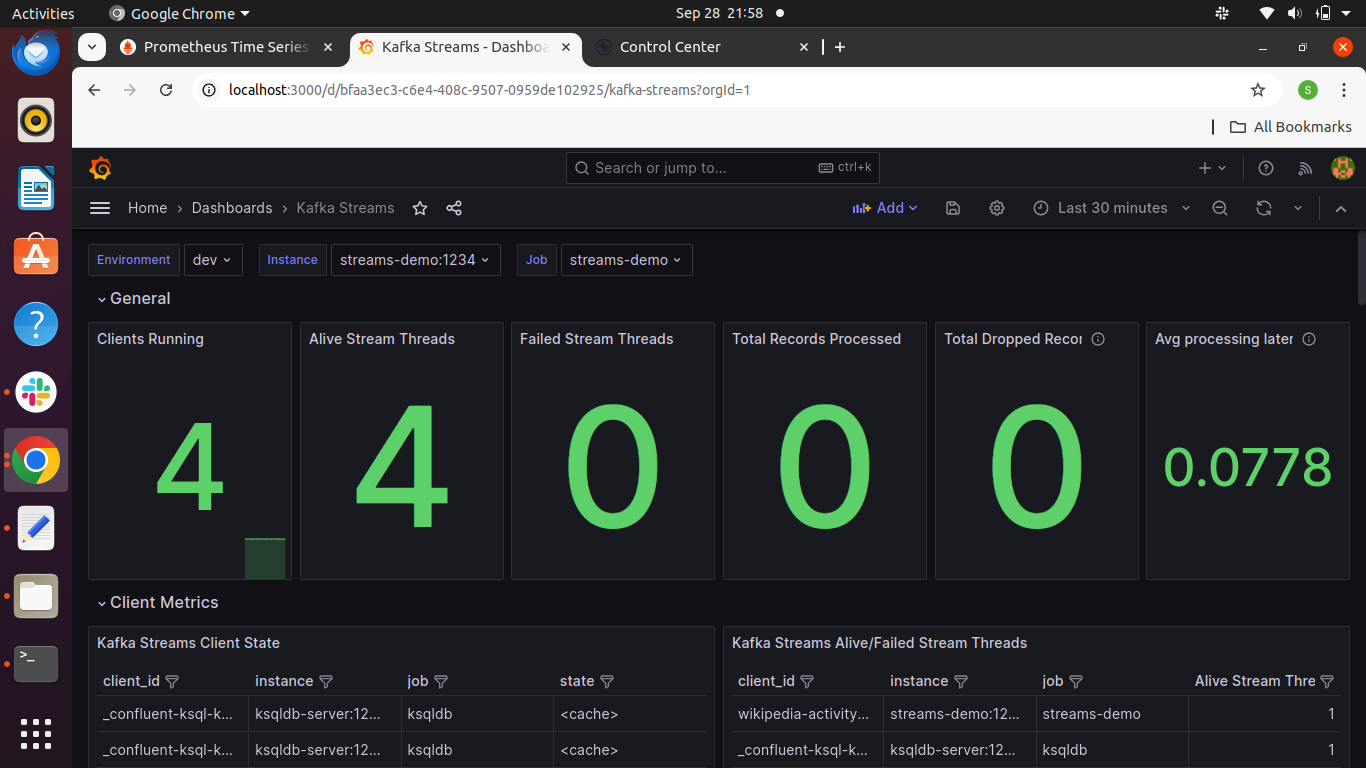 Activities Google Chrome Sep 28 21:58
Prometheus Time Series Kafka Streams - Dashboa Control Center
localhost:3000/d/bfaa3ec3-c6e4-408c-9507-0959de102925/kafka-streams?orgId=1 S
All Bookmarks
Search or jump to... ctrl+k
Home › Dashboards › Kafka Streams Add Last 30 minutes
Environment dev Instance streams-demo:1234 Job streams-demo
General
Clients Running Alive Stream Threads Failed Stream Threads Total Records Processed Total Dropped Recor Avg processing later
4 4 0 0 0 0.0778
Client Metrics
Kafka Streams Client State Kafka Streams Alive/Failed Stream Threads
client_id instance job state client_id instance job Alive Stream Thre
_confluent-ksql-k... ksqldb-server:12... ksqldb <cache> wikipedia-activity... streams-demo:12... streams-demo 1
_confluent-ksql-k... ksqldb-server:12... ksqldb <cache> _confluent-ksql-k... ksqldb-server:12... ksqldb 1